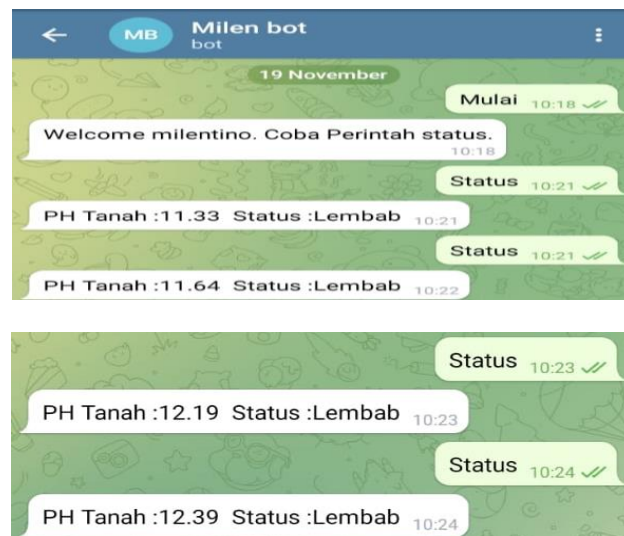 MB
Milen bot
bot
19 November
Mulai 10:18
Welcome milentino. Coba Perintah status.
10:18
Status 10:21
PH Tanah :11.33 Status :Lembab 10:21
Status 10:21
PH Tanah :11.64 Status :Lembab 10:22
Status 10:23
PH Tanah :12.19 Status :Lembab 10:23
Status 10:24
PH Tanah :12.39 Status :Lembab 10:24